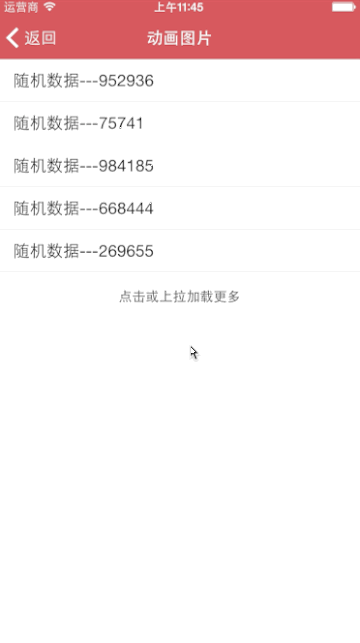 运营商 上午11:45
返回 动画图片
随机数据---952936
随机数据---75741
随机数据---984185
随机数据---668444
随机数据---269655
点击或上拉加载更多